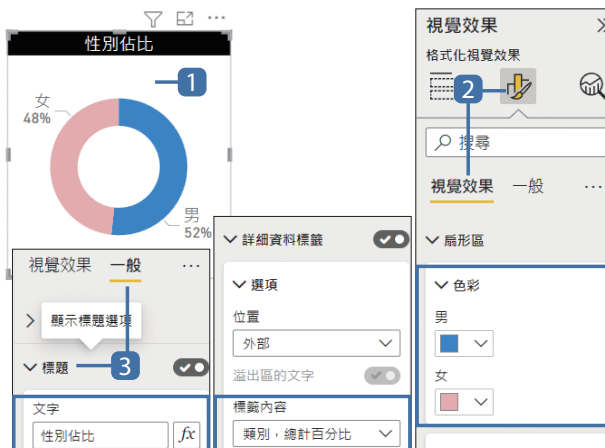 性別佔比
1
女
48%
男
52%
視覺效果 一般
顯示標題選項
標題
3
文字
性別佔比
fx
詳細資料標籤
選項
位置
外部
溢出區的文字
標籤內容
類別，總計百分比
視覺效果
格式化視覺效果
2
搜尋
視覺效果 一般
扇形區
色彩
男
女